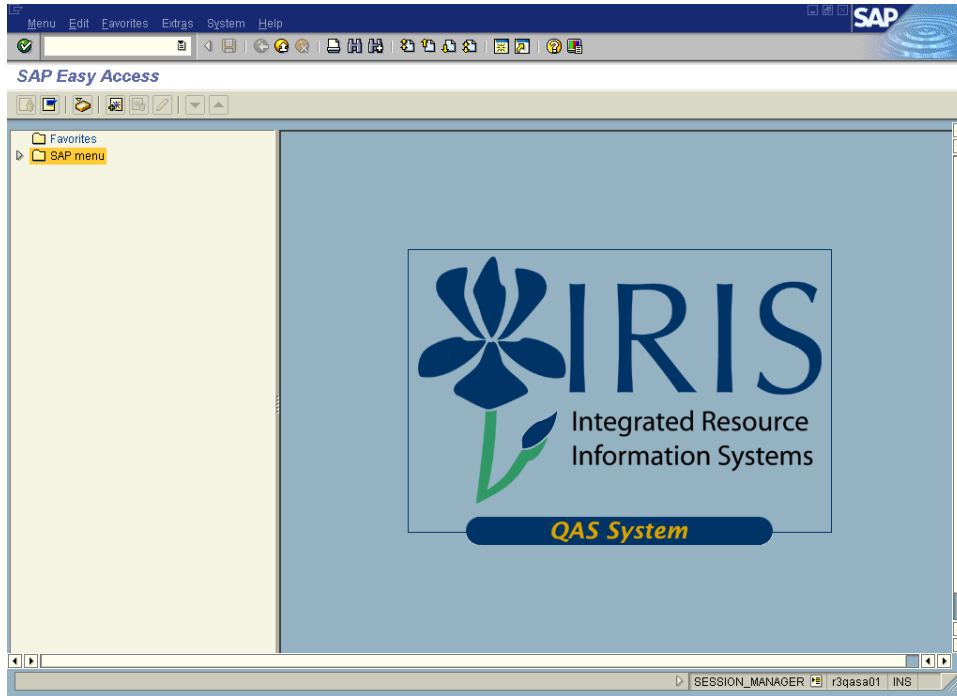 Menu Edit Favorites Extras System Help
SAP
SAP Easy Access
Favorites
SAP menu
IRIS
Integrated Resource
Information Systems
QAS System
SESSION_MANAGER r3qasa01 INS